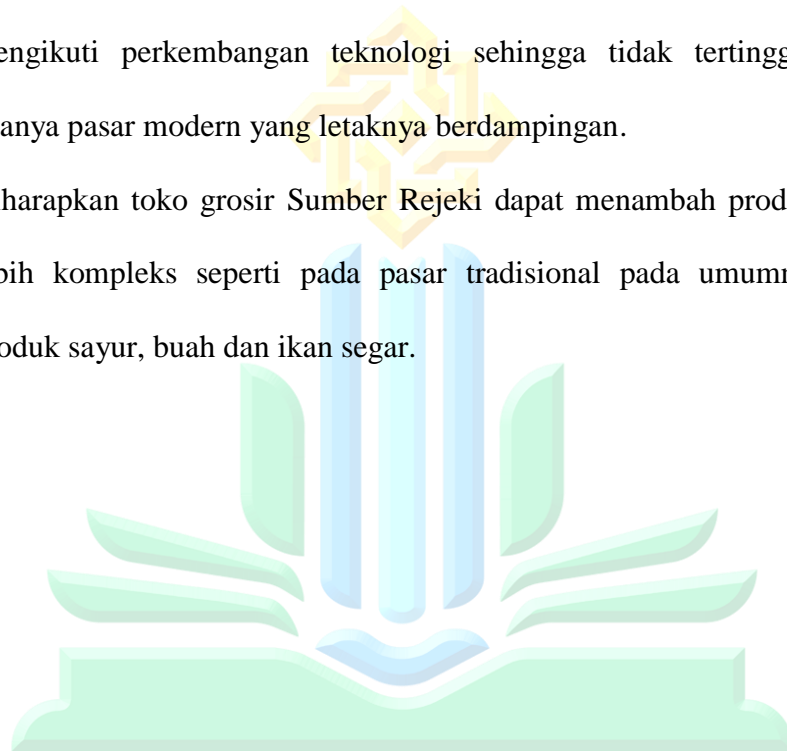 engikuti perkembangan teknologi sehingga tidak tertingg
anya pasar modern yang letaknya berdampingan.
harapkan toko grosir Sumber Rejeki dapat menambah prod
bih kompleks seperti pada pasar tradisional pada umumn
oduk sayur, buah dan ikan segar.